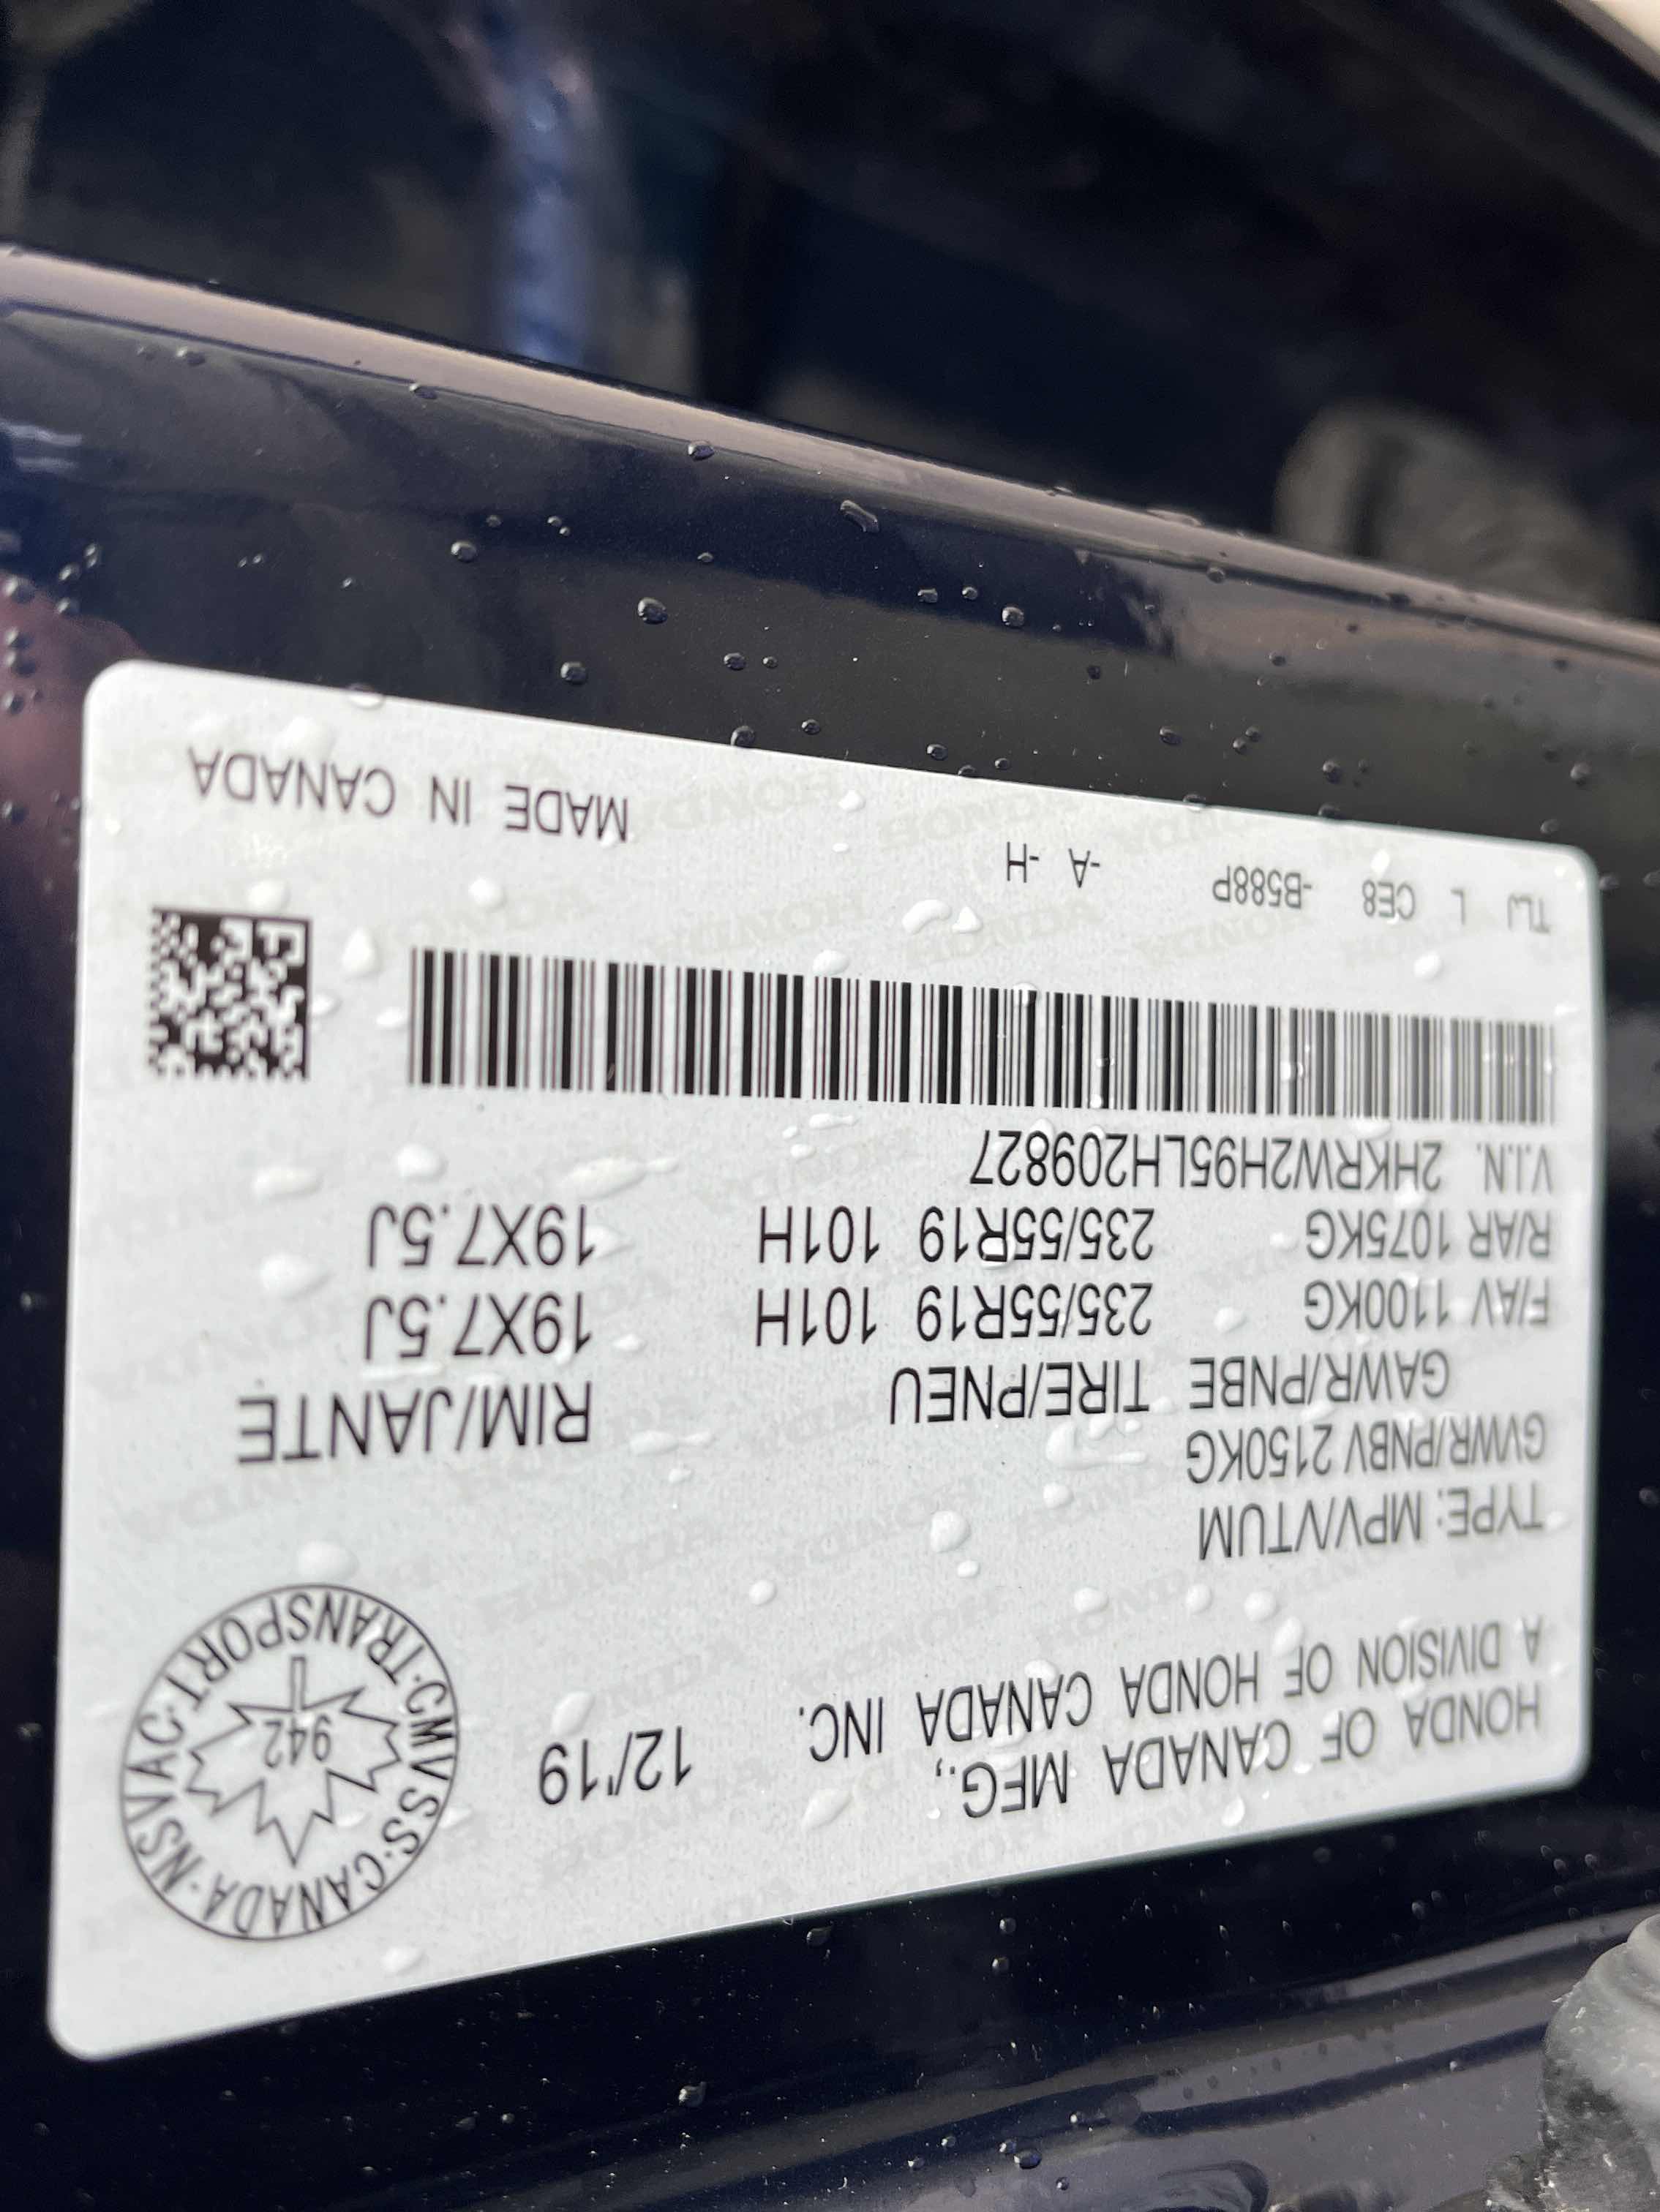 HONDA OF CANADA MFG.,
A DIVISION OF HONDA CANADA INC.
12/'19
CMVSS·CANADA·NSVAC·TRANSPORT·
942
TYPE: MPV/VTUM
GVWR/PNBV 2150KG
GAWR/PNBE TIRE/PNEU RIM/JANTE
F/AV 1100KG 235/55R19 101H 19X7.5J
R/AR 1075KG 235/55R19 101H 19X7.5J
V.I.N. 2HKRW2H95LH209827
TLW L CE8 -B588P -A -H
MADE IN CANADA